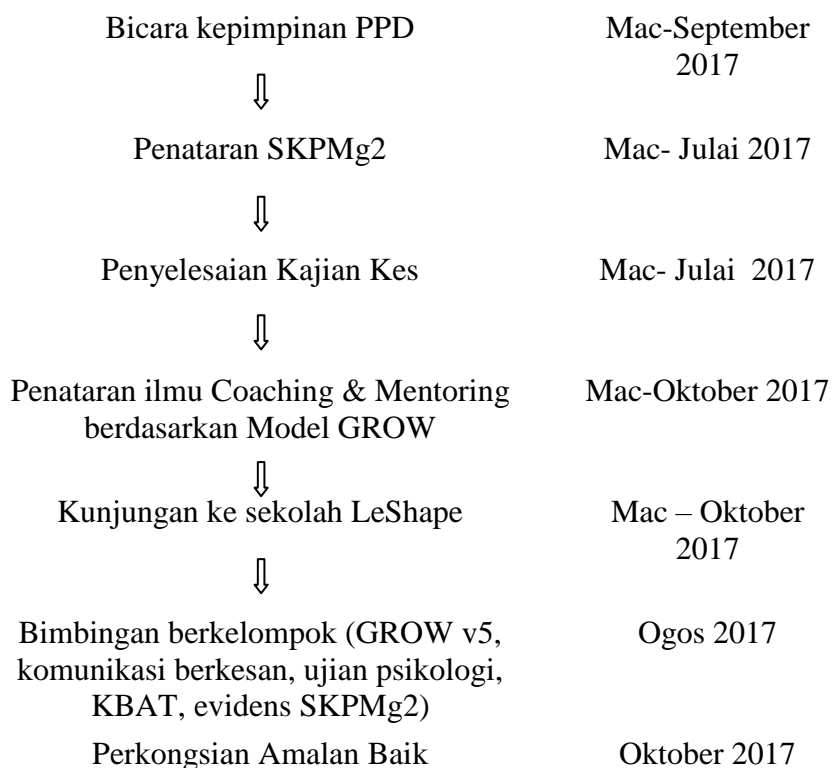 Bicara kepimpinan PPD Mac-September
2017
⇓
Penataran SKPMg2 Mac- Julai 2017
⇓
Penyelesaian Kajian Kes Mac- Julai 2017
⇓
Penataran ilmu Coaching & Mentoring Mac-Oktober 2017
berdasarkan Model GROW
⇓
Kunjungan ke sekolah LeShape Mac – Oktober
2017
⇓
Bimbingan berkelompok (GROW v5, Ogos 2017
komunikasi berkesan, ujian psikologi,
KBAT, evidens SKPMg2)
Perkongsian Amalan Baik Oktober 2017